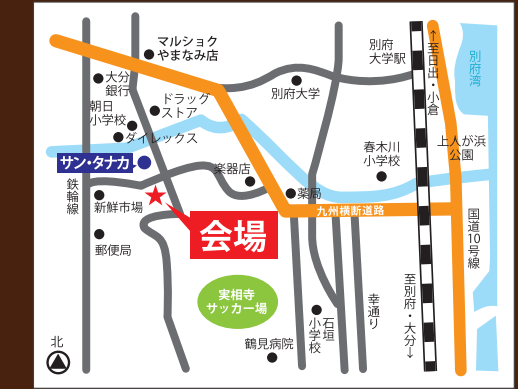 マルショク
やまなみ店
大分
銀行
ドラッグ
ストア
朝日
小学校
ダイレックス
サン・タナカ
鉄輪線
新鮮市場
郵便局
北
会場
楽器店
薬局
九州横断道路
別府大学
別府
大学駅
↑至日出・小倉
別府湾
上人が浜
公園
春木川
小学校
実相寺
サッカー場
鶴見病院
石垣
小学校
幸通り
至別府・大分↓
国道10号線